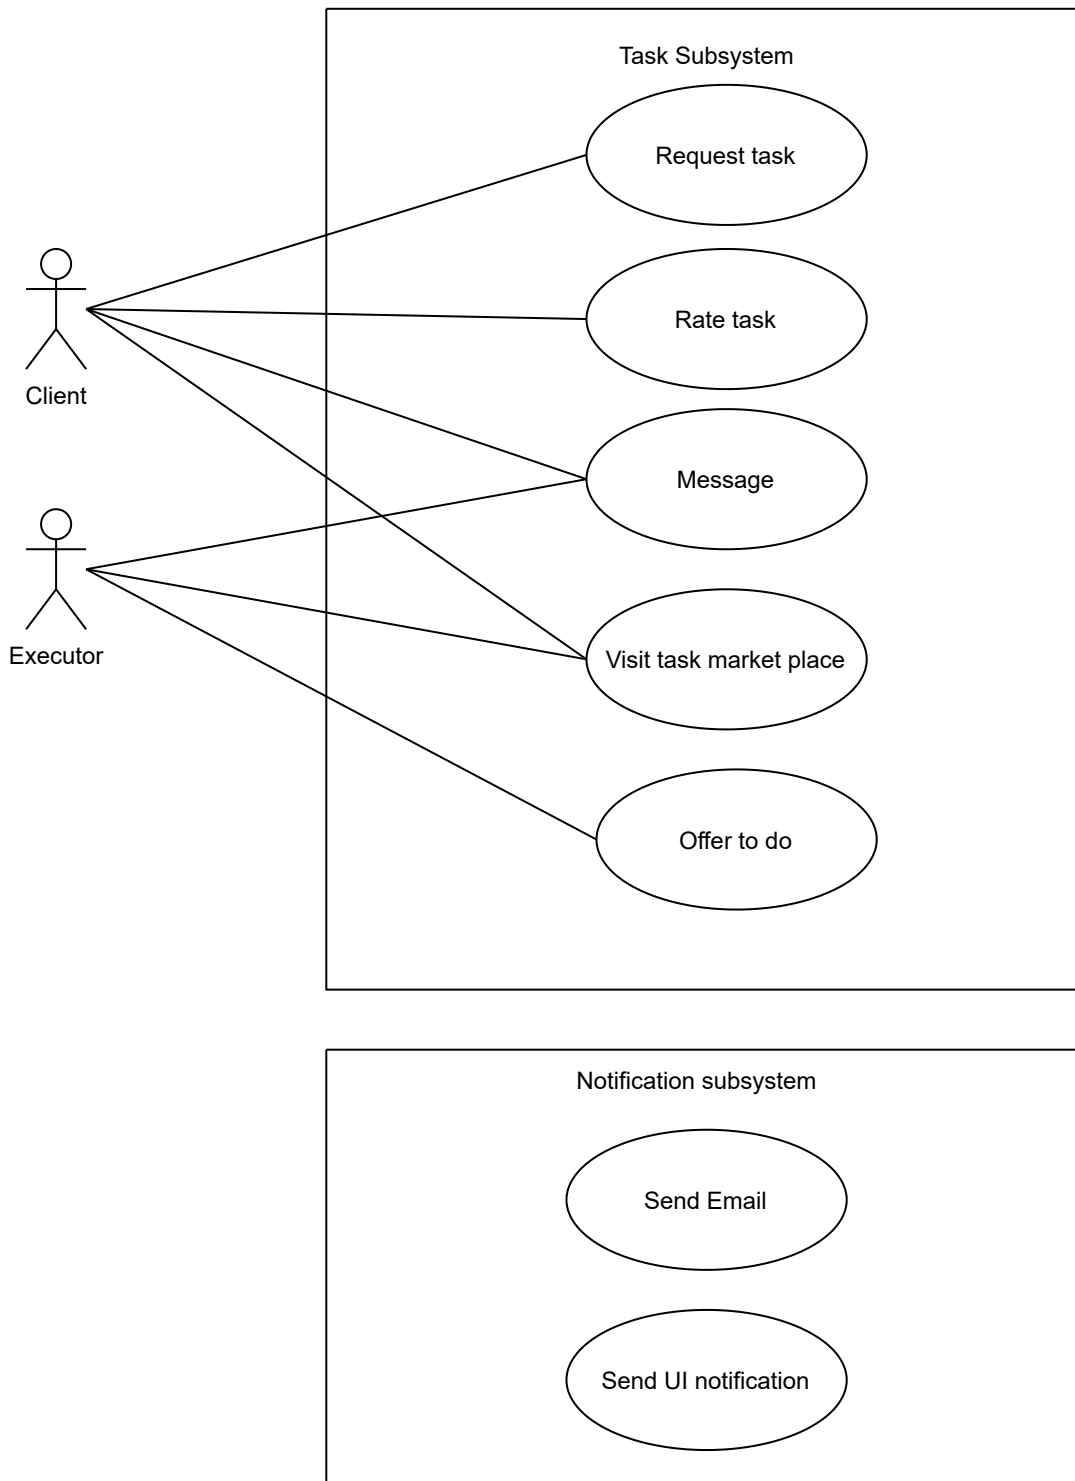 Task Subsystem
Request task
Rate task
Client
Message
Executor
Visit task market place
Offer to do
Notification subsystem
Send Email
Send UI notification